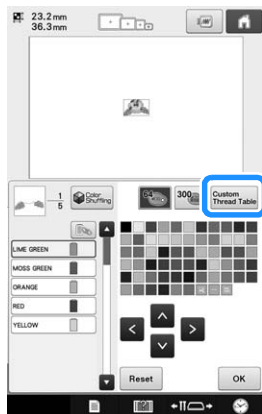 23.2mm
36.3mm
1
5
Color
Shuffling
64
300
Custom
Thread Table
LIME GREEN
MOSS GREEN
ORANGE
RED
YELLOW
Reset
OK